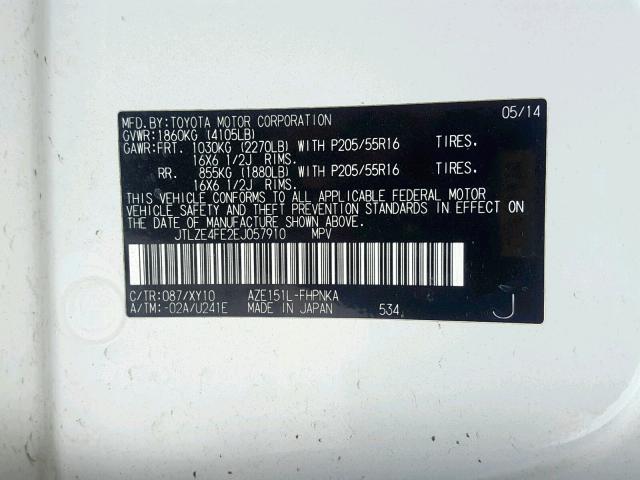 MFD.BY:TOYOTA MOTOR CORPORATION 05/14
GVWR:1860KG (4105LB)
GAWR:FRT. 1030KG (2270LB) WITH P205/55R16 TIRES.
16X6 1/2J RIMS.
RR. 855KG (1880LB) WITH P205/55R16 TIRES.
16X6 1/2J RIMS.
THIS VEHICLE CONFORMS TO ALL APPLICABLE FEDERAL MOTOR
VEHICLE SAFETY AND THEFT PREVENTION STANDARDS IN EFFECT
ON THE DATE OF MANUFACTURE SHOWN ABOVE.
JTLZE4FE2EJ057910 MPV
C/TR:087/XY10 AZE151L-FHPNKA
A/TM:-02A/U241E MADE IN JAPAN 534 J